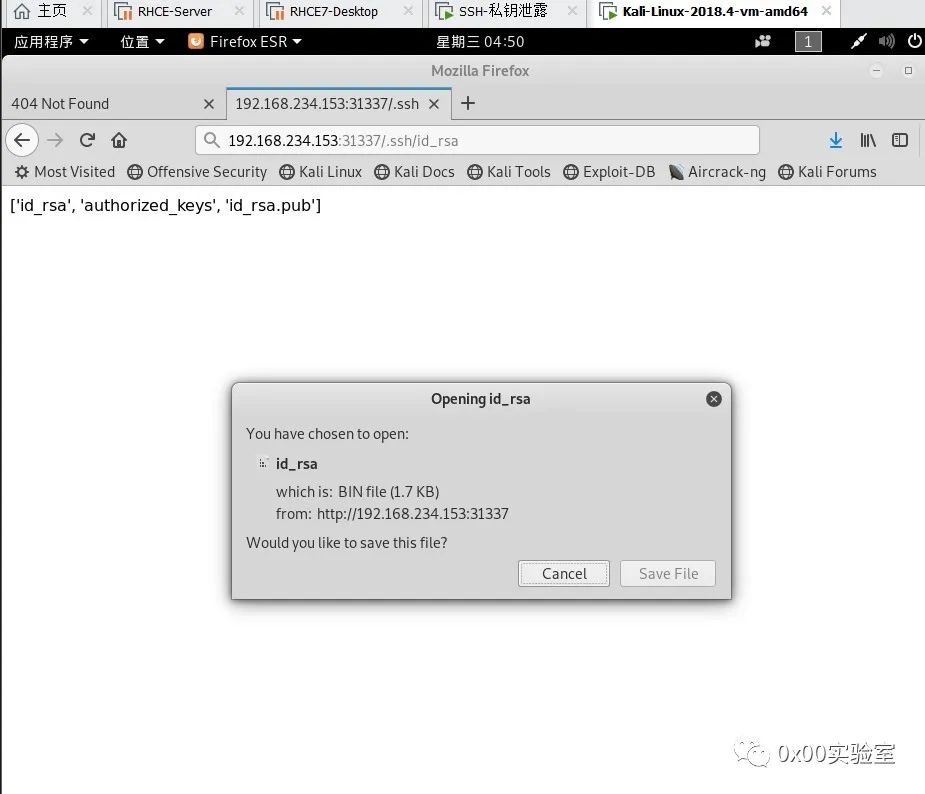 主页 RHCE-Server RHCE7-Desktop SSH-私钥泄露 Kali-Linux-2018.4-vm-amd64
应用程序 位置 Firefox ESR 星期三 04:50 1
Mozilla Firefox
404 Not Found 192.168.234.153:31337/.ssh
192.168.234.153:31337/.ssh/id_rsa
Most Visited Offensive Security Kali Linux Kali Docs Kali Tools Exploit-DB Aircrack-ng Kali Forums
['id_rsa', 'authorized_keys', 'id_rsa.pub']
Opening id_rsa
You have chosen to open:
id_rsa
which is: BIN file (1.7 KB)
from: http://192.168.234.153:31337
Would you like to save this file?
Cancel Save File
0x00实验室